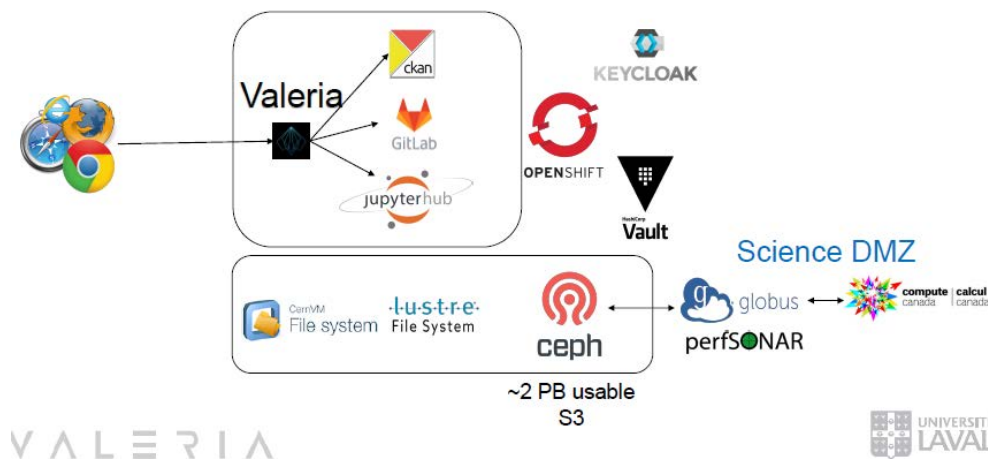 Valeria
ckan
GitLab
jupyterhub
KEYCLOAK
OPENSHIFT
HashiCorp
Vault
CernVM
File system
·l·u·s·t·r·e·
File System
ceph
Science DMZ
g globus
compute | calcul
canada | canada
perfSONAR
~2 PB usable
S3
VALERIA
UNIVERSITÉ
LAVAL